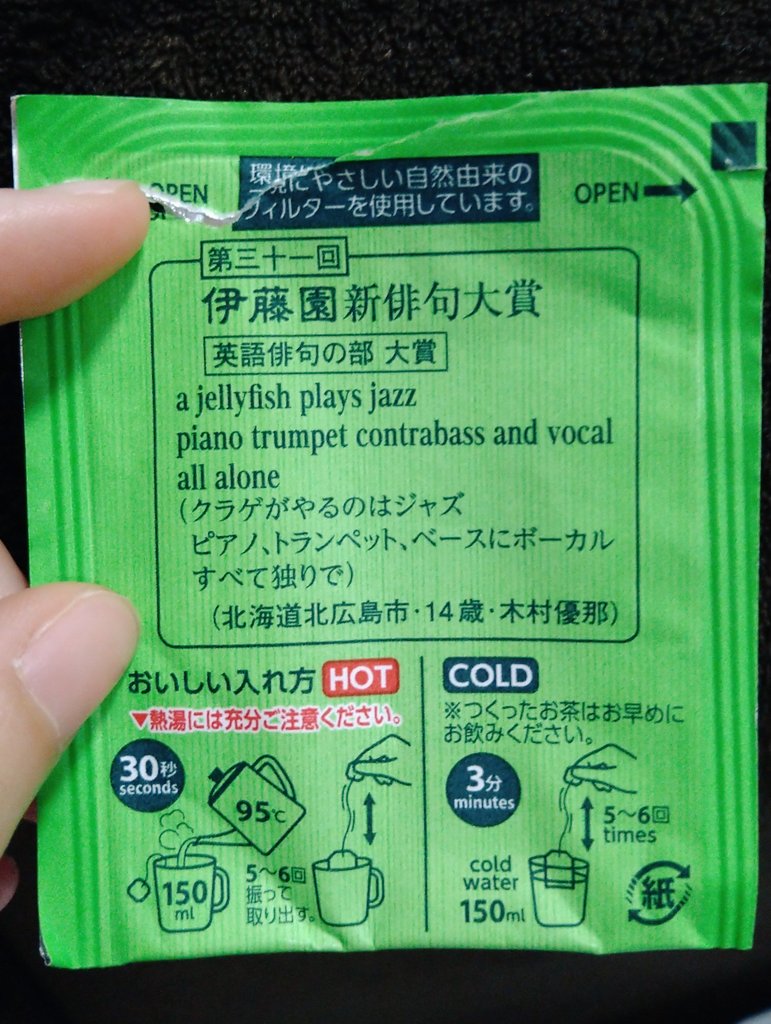 OPEN
環境にやさしい自然由来の
フィルターを使用しています。
OPEN
第三十一回
伊藤園新俳句大賞
英語俳句の部 大賞
a jellyfish plays jazz
piano trumpet contrabass and vocal
all alone
(クラゲがやるのはジャズ
ピアノ、トランペット、ベースにボーカル
すべて独りで)
(北海道北広島市・14歳・木村優那)
おいしい入れ方 HOT
▼熱湯には充分ご注意ください。
30秒
seconds
95℃
150
ml
5〜6回
振って
取り出す。
COLD
※つくったお茶はお早めに
お飲みください。
3分
minutes
5〜6回
times
cold
water
150ml
紙